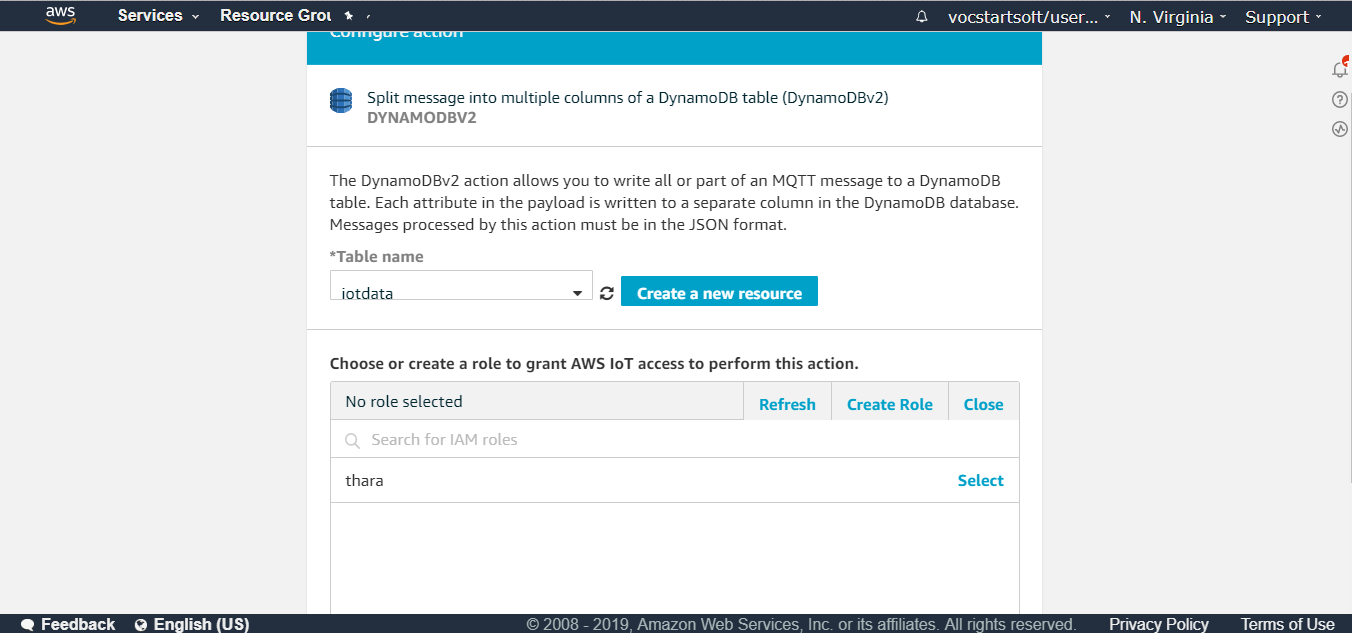 aws Services Resource Grou vocstartsoft/user... N. Virginia Support
Configure action
Split message into multiple columns of a DynamoDB table (DynamoDBv2)
DYNAMODBV2
The DynamoDBv2 action allows you to write all or part of an MQTT message to a DynamoDB
table. Each attribute in the payload is written to a separate column in the DynamoDB database.
Messages processed by this action must be in the JSON format.
*Table name
iotdata Create a new resource
Choose or create a role to grant AWS IoT access to perform this action.
No role selected Refresh Create Role Close
Search for IAM roles
thara Select
Feedback English (US) © 2008 - 2019, Amazon Web Services, Inc. or its affiliates. All rights reserved. Privacy Policy Terms of Use